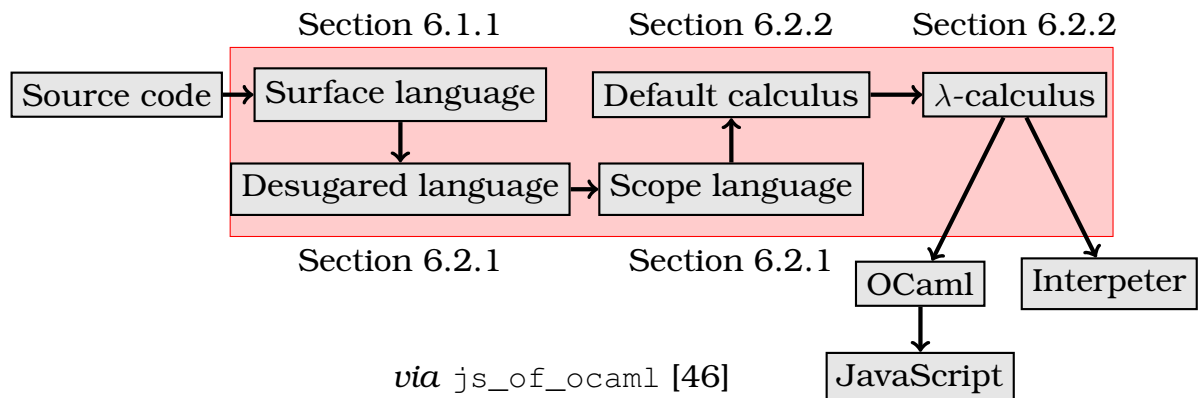 Section 6.1.1
Section 6.2.2
Section 6.2.2
Source code
Surface language
Default calculus
λ-calculus
Desugared language
Scope language
Section 6.2.1
Section 6.2.1
OCaml
Interpeter
via js_of_ocaml [46]
JavaScript